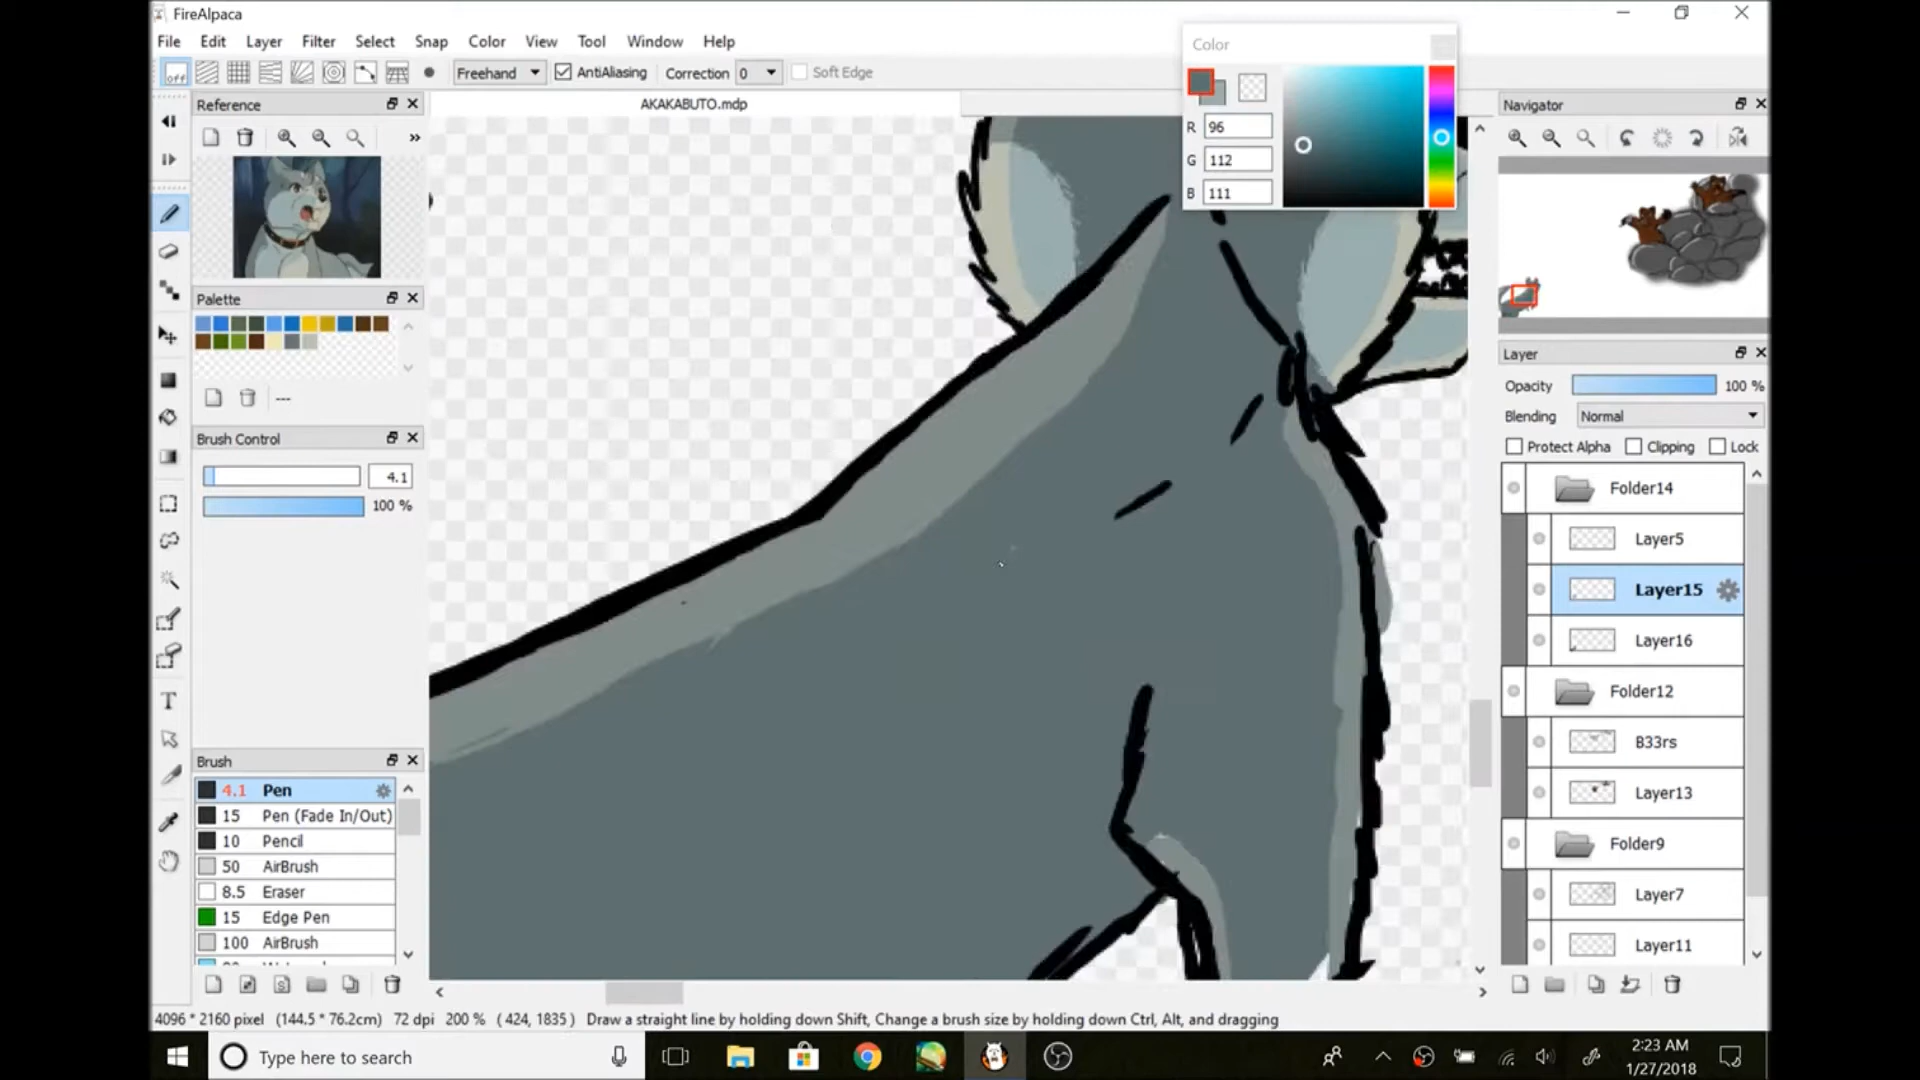 FireAlpaca
File Edit Layer Filter Select Snap Color View Tool Window Help
off Freehand AntiAliasing Correction 0 Soft Edge
Color
R 96
G 112
B 111
Reference
AKAKABUTO.mdp
Navigator
Palette
---
Brush Control
4.1
100 %
Layer
Opacity 100 %
Blending Normal
Protect Alpha Clipping Lock
Folder14
Layer5
Layer15
Layer16
Folder12
B33rs
Layer13
Folder9
Layer7
Layer11
Brush
4.1 Pen
15 Pen (Fade In/Out)
10 Pencil
50 AirBrush
8.5 Eraser
15 Edge Pen
100 AirBrush
4096 * 2160 pixel (144.5 * 76.2cm) 72 dpi 200 % ( 424, 1835 ) Draw a straight line by holding down Shift, Change a brush size by holding down Ctrl, Alt, and dragging
Type here to search
2:23 AM
1/27/2018